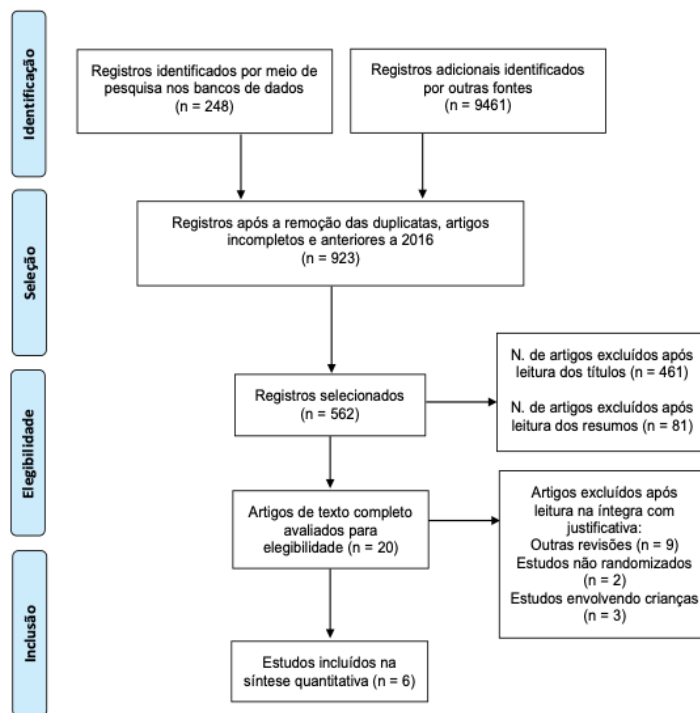 Identificação
Registros identificados por meio de
pesquisa nos bancos de dados
(n = 248)
Registros adicionais identificados
por outras fontes
(n = 9461)
Seleção
Registros após a remoção das duplicatas, artigos
incompletos e anteriores a 2016
(n = 923)
Elegibilidade
Registros selecionados
(n = 562)
N. de artigos excluídos após
leitura dos títulos (n = 461)
N. de artigos excluídos após
leitura dos resumos (n = 81)
Artigos de texto completo
avaliados para
elegibilidade (n = 20)
Artigos excluídos após
leitura na íntegra com
justificativa:
Outras revisões (n = 9)
Estudos não randomizados
(n = 2)
Estudos envolvendo crianças
(n = 3)
Inclusão
Estudos incluídos na
síntese quantitativa (n = 6)